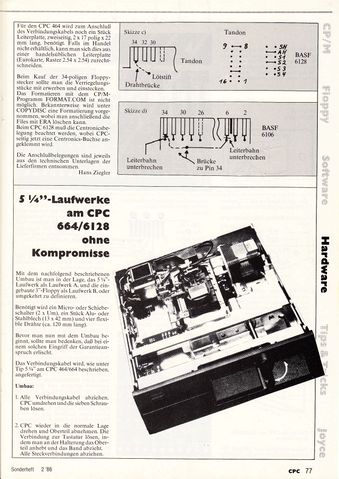 Für den CPC 464 wird zum Anschluß
des Verbindungskabels noch ein Stück
Leiterplatte, zweiseitig, 2 x 17 polig x 22
mm lang, benötigt. Falls im Handel
nicht erhältlich, kann man sich dies aus
einer handelsüblichen Leiterplatte
(Eurokarte, Raster 2.54 x 2.54) zurecht-
schneiden.
Beim Kauf der 34-poligen Floppy-
stecker sollte man die Vertriegelungs-
stücke mit erwerben und einsetzen.
Das Formatieren mit dem CP/M-
Programm FORMAT.COM ist nicht
möglich. Bekannterweise wird unter
COPYDISC eine Formatierung vorge-
nommen, wobei man anschließend die
Files mit ERA löschen kann.
Beim CPC 6128 muß die Centronicsbe-
legung beachtet werden, wobei CPC-
seitig jetzt eine Centronics-Buchse an-
geklemmt wird.
Die Anschlußbelegungen sind jeweils
aus den technischen Unterlagen der
Lieferfirmen entnommen.
Hans Ziegler
Skizze c)
34 32 30
Tandon
Lötstift
Drahtbrücke
Tandon
9 8
16 1
BASF
6128
Skizze d)
34 30 26 6 2
BASF
6106
Leiterbahn
unterbrechen
Brücke
zu Pin 34
Leiterbahn
unterbrechen
5 ¼”-Laufwerke
am CPC
664/6128
ohne
Kompromisse
Mit dem nachfolgend beschriebenen
Umbau ist man in der Lage, das 5¼”-
Laufwerk als Laufwerk A, und die ein-
gebaute 3”-Floppy als Laufwerk B, oder
umgekehrt zu definieren.
Benötigt wird ein Micro- oder Schiebe-
schalter (2 x Um), ein Stück Alu- oder
Stahlblech (13 x 42 mm) und vier flexi-
ble Drähte (ca. 120 mm lang).
Bevor man nun mit dem Umbau be-
ginnt, sollte man bedenken, daß bei ei-
nem solchen Eingriff der Garantiean-
spruch erlischt.
Das Verbindungskabel wird, wie unter
Tip 5¼” am CPC 464/664 beschrieben,
angefertigt.
Umbau:
1. Alle Verbindungskabel abziehen.
CPC umdrehen und die sieben Schrau-
ben lösen.
2. CPC wieder in die normale Lage
drehen und Oberteil abnehmen. Die
Verbindung zur Tastatur lösen, in-
dem man an der Halterung das Ober-
teil anhebt und das Band abzieht.
Alle Steckverbindungen abziehen.
CP/M
Floppy
Software
Hardware
Tips & Tricks
Joyce
Sonderheft 2 '86
CPC 77